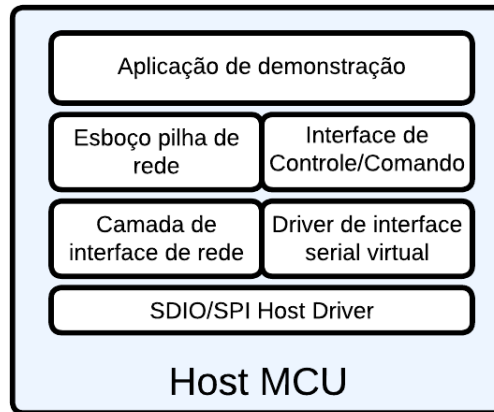 Aplicação de demonstração
Esboço pilha de
rede
Interface de
Controle/Comando
Camada de
interface de rede
Driver de interface
serial virtual
SDIO/SPI Host Driver
Host MCU